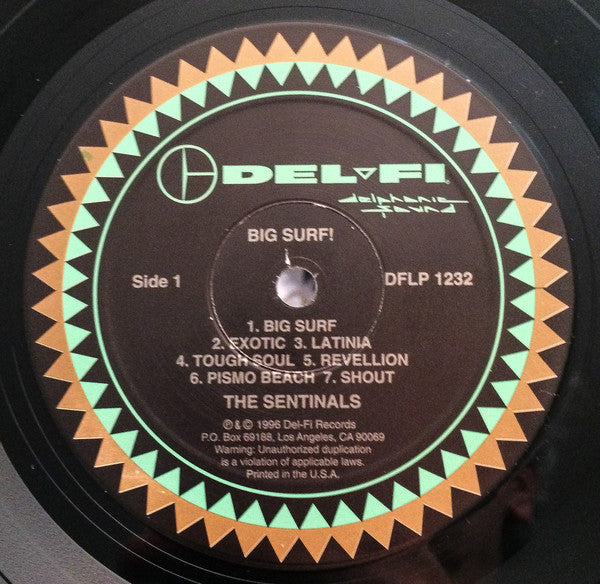 DEL-FI
delphonic
sound
BIG SURF!
Side 1
DFLP 1232
1. BIG SURF
2. EXOTIC 3. LATINIA
4. TOUGH SOUL 5. REVELLION
6. PISMO BEACH 7. SHOUT
THE SENTINALS
℗ & © 1996 Del-Fi Records
P.O. Box 69188, Los Angeles, CA 90069
Warning: Unauthorized duplication
is a violation of applicable laws.
Printed in the U.S.A.